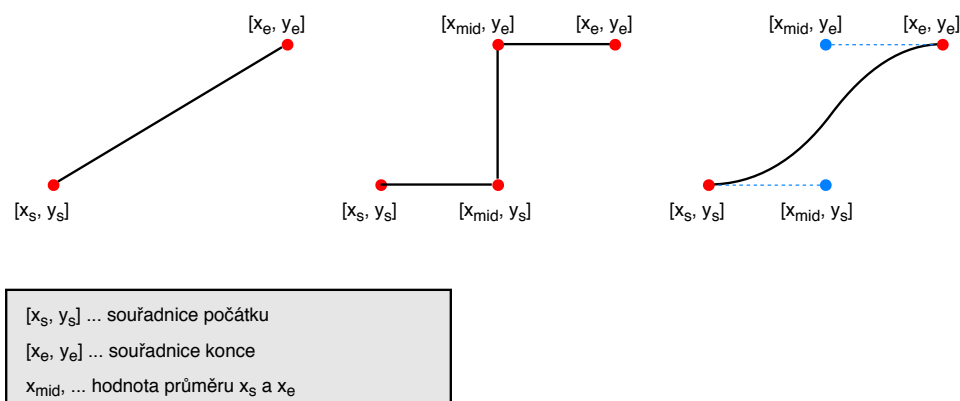 [xe, ye] [xmid, ye] [xe, ye] [xmid, ye] [xe, ye]
[xs, ys] [xs, ys] [xmid, ys] [xs, ys] [xmid, ys]
[xs, ys] ... souřadnice počátku
[xe, ye] ... souřadnice konce
xmid, ... hodnota průměru xs a xe